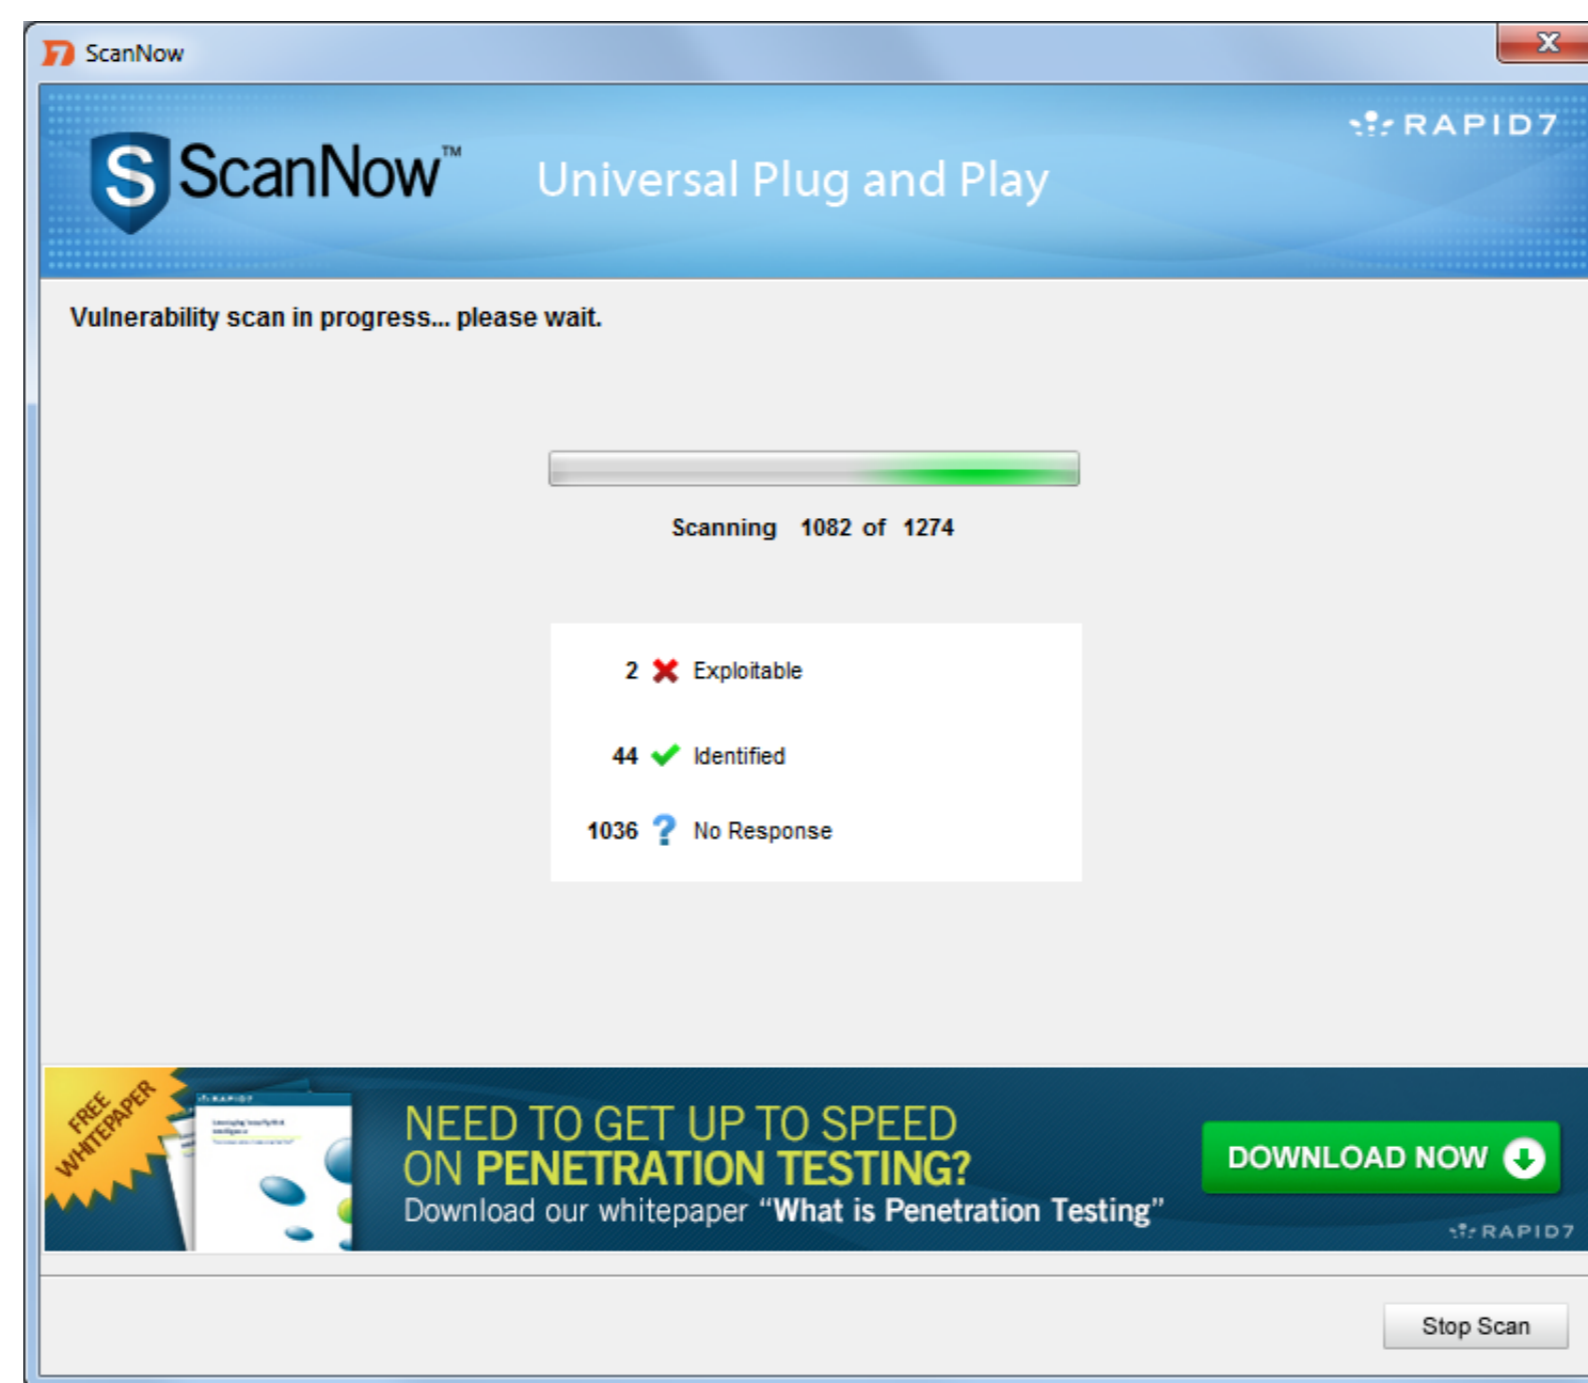 ScanNow
S ScanNow™ Universal Plug and Play RAPID7
Vulnerability scan in progress... please wait.
Scanning 1082 of 1274
2 Exploitable
44 Identified
1036 ? No Response
FREE
WHITEPAPER
RAPID7
NEED TO GET UP TO SPEED
ON PENETRATION TESTING?
Download our whitepaper “What is Penetration Testing”
DOWNLOAD NOW
RAPID7
Stop Scan